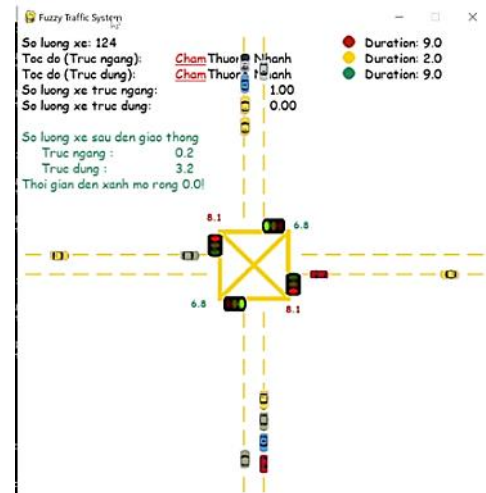 Fuzzy Traffic System
So luong xe: 124
Toc do (Truc ngang): Cham Thuong Nhanh
Toc do (Truc dung): Cham Thuong Nhanh
So luong xe truc ngang: 1.00
So luong xe truc dung: 0.00
Duration: 9.0
Duration: 2.0
Duration: 9.0
So luong xe sau den giao thong
Truc ngang : 0.2
Truc dung : 3.2
Thoi gian den xanh mo rong 0.0!
8.1
6.8
6.8
8.1